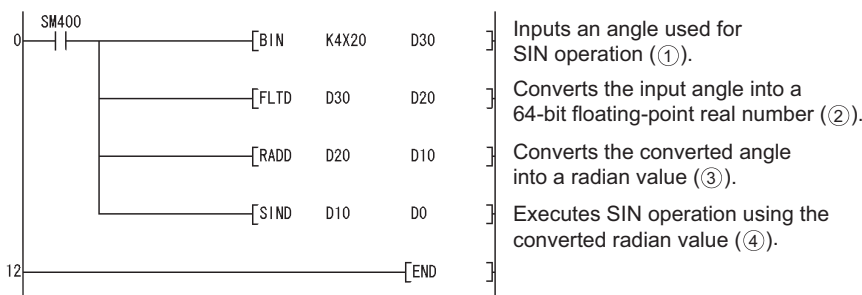 SM400
0 BIN K4X20 D30
Inputs an angle used for
SIN operation (①).
FLTD D30 D20
Converts the input angle into a
64-bit floating-point real number (②).
RADD D20 D10
Converts the converted angle
into a radian value (③).
SIND D10 D0
Executes SIN operation using the
converted radian value (④).
12 END